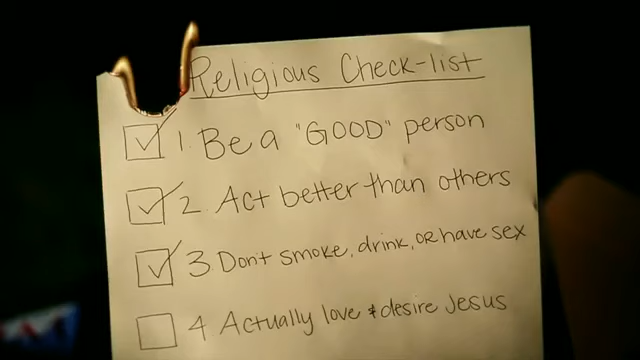 Religious Check-list
1. Be a "GOOD" person
2. Act better than others
3 Don't smoke, drink, or have sex
4 Actually love & desire Jesus